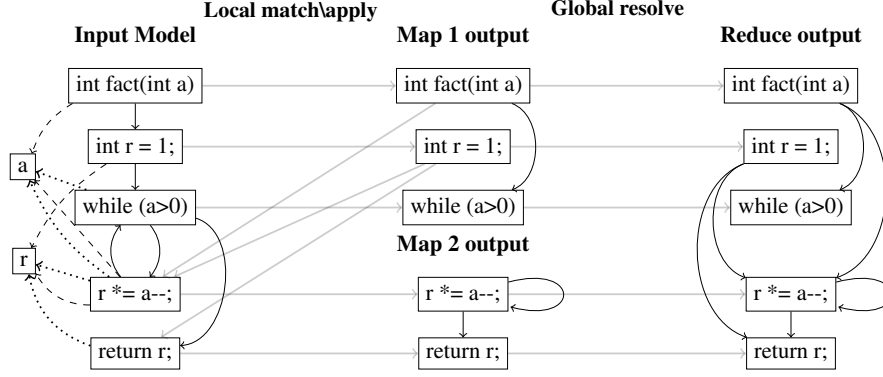 Local match\apply
Global resolve
Input Model
Map 1 output
Reduce output
int fact(int a)
int fact(int a)
int fact(int a)
int r = 1;
int r = 1;
int r = 1;
a
while (a>0)
while (a>0)
while (a>0)
Map 2 output
r
r *= a--;
r *= a--;
r *= a--;
return r;
return r;
return r;